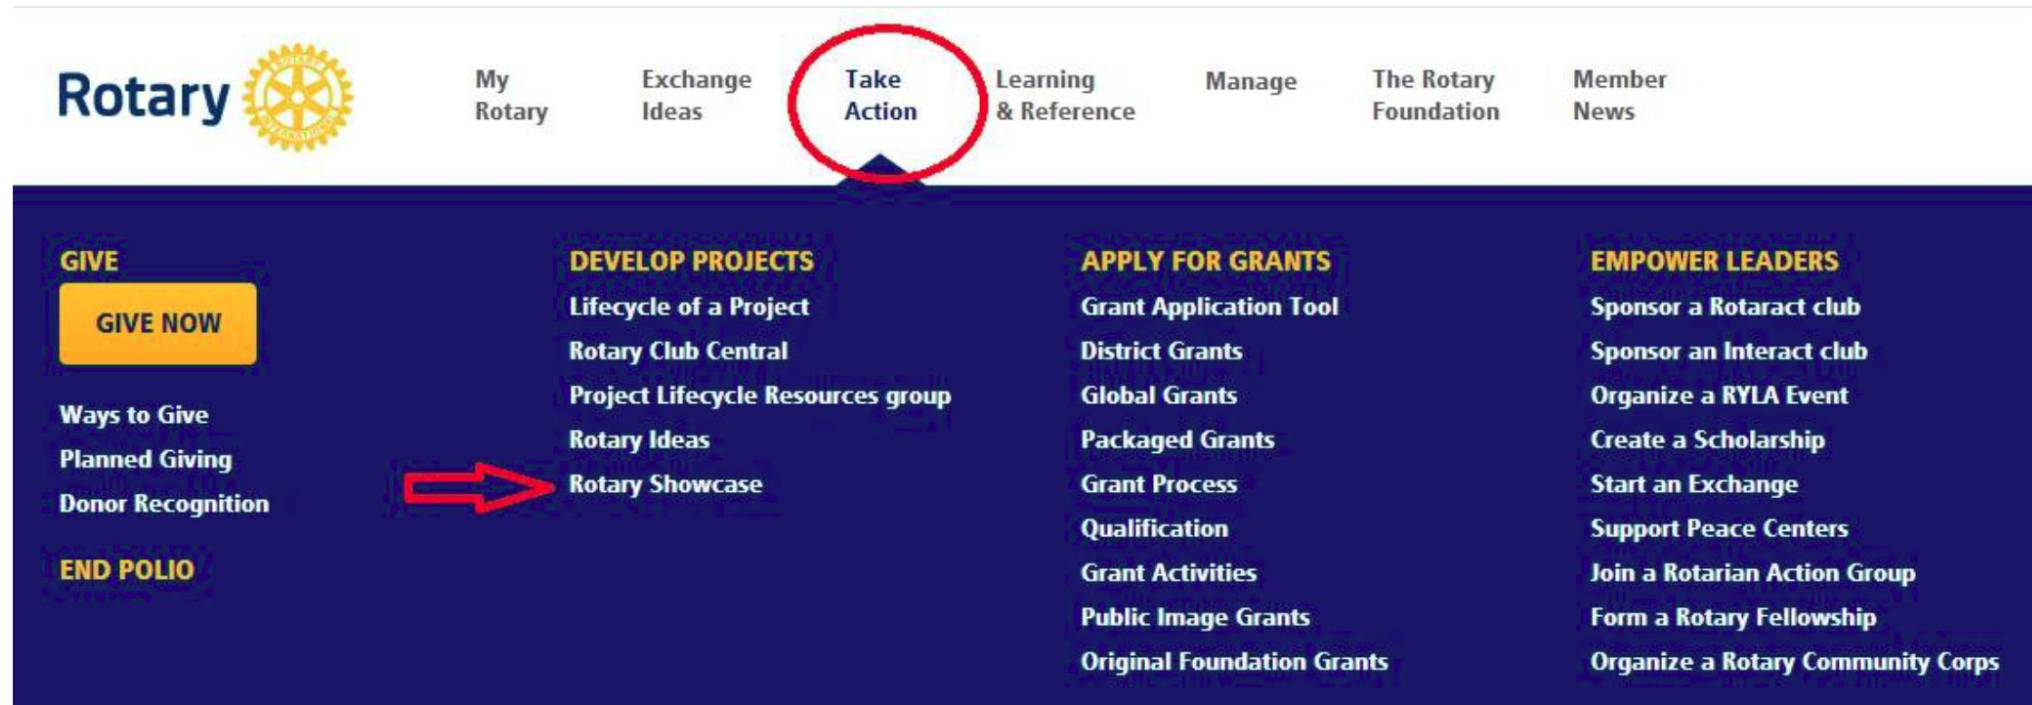 Rotary
ROTARY
INTERNATIONAL
My
Rotary
Exchange
Ideas
Take
Action
Learning
& Reference
Manage
The Rotary
Foundation
Member
News
GIVE
GIVE NOW
Ways to Give
Planned Giving
Donor Recognition
END POLIO
DEVELOP PROJECTS
Lifecycle of a Project
Rotary Club Central
Project Lifecycle Resources group
Rotary Ideas
Rotary Showcase
APPLY FOR GRANTS
Grant Application Tool
District Grants
Global Grants
Packaged Grants
Grant Process
Qualification
Grant Activities
Public Image Grants
Original Foundation Grants
EMPOWER LEADERS
Sponsor a Rotaract club
Sponsor an Interact club
Organize a RYLA Event
Create a Scholarship
Start an Exchange
Support Peace Centers
Join a Rotarian Action Group
Form a Rotary Fellowship
Organize a Rotary Community Corps